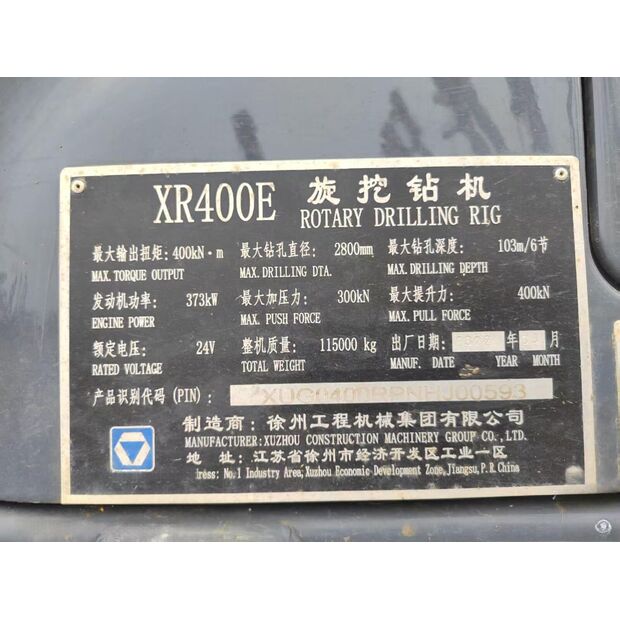 XR400E 旋挖钻机
ROTARY DRILLING RIG
最大输出扭矩: 400kN·m 最大钻孔直径: 2800mm 最大钻孔深度: 103m/6节
MAX. TORQUE OUTPUT MAX. DRILLING DTA. MAX. DRILLING DEPTH
发动机功率: 373kW 最大加压力: 300kN 最大提升力: 400kN
ENGINE POWER MAX. PUSH FORCE MAX. PULL FORCE
额定电压: 24V 整机质量: 115000 kg 出厂日期: 年 月
RATED VOLTAGE TOTAL WEIGHT MANUF. DATE YEAR MONTH
产品识别代码 (PIN):
制造商: 徐州工程机械集团有限公司
MANUFACTURER: XUZHOU CONSTRUCTION MACHINERY GROUP CO., LTD.
地 址: 江苏省徐州市经济开发区工业一区
iress: No.1 Industry Area, Xuzhou Economic Development Zone, Jiangsu, P.R.China